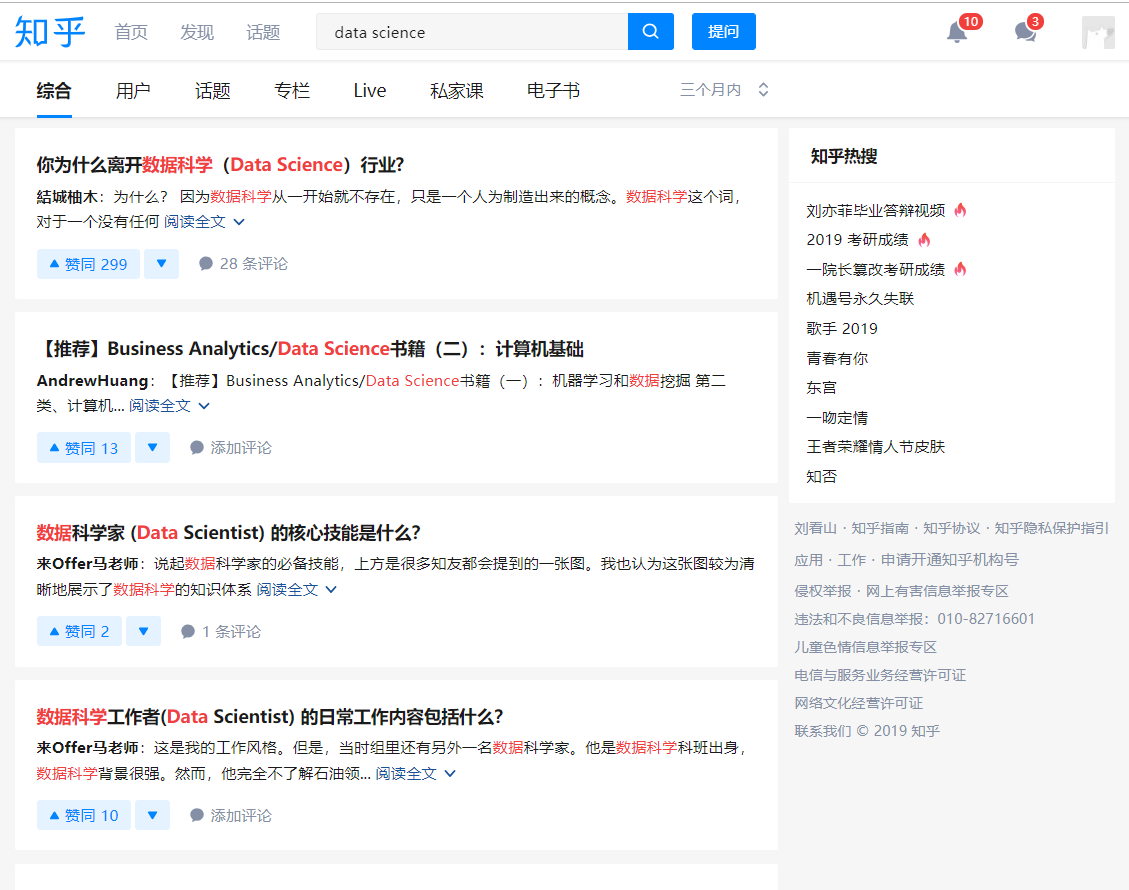 知乎 首页 发现 话题 data science 提问 10 3
综合 用户 话题 专栏 Live 私家课 电子书 三个月内
你为什么离开数据科学（Data Science）行业？
結城柚木：为什么？ 因为数据科学从一开始就不存在，只是一个人为制造出来的概念。数据科学这个词，
对于一个没有任何 阅读全文
赞同 299 28 条评论
【推荐】Business Analytics/Data Science书籍（二）：计算机基础
AndrewHuang：【推荐】Business Analytics/Data Science书籍（一）：机器学习和数据挖掘 第二
类、计算机... 阅读全文
赞同 13 添加评论
数据科学家 (Data Scientist) 的核心技能是什么？
来Offer马老师：说起数据科学家的必备技能，上方是很多知友都会提到的一张图。我也认为这张图较为清
晰地展示了数据科学的知识体系 阅读全文
赞同 2 1 条评论
数据科学工作者(Data Scientist) 的日常工作内容包括什么？
来Offer马老师：这是我的工作风格。但是，当时组里还有另外一名数据科学家。他是数据科学科班出身，
数据科学背景很强。然而，他完全不了解石油领... 阅读全文
赞同 10 添加评论
知乎热搜
刘亦菲毕业答辩视频
2019 考研成绩
一院长篡改考研成绩
机遇号永久失联
歌手 2019
青春有你
东宫
一吻定情
王者荣耀情人节皮肤
知否
刘看山 · 知乎指南 · 知乎协议 · 知乎隐私保护指引
应用 · 工作 · 申请开通知乎机构号
侵权举报 · 网上有害信息举报专区
违法和不良信息举报：010-82716601
儿童色情信息举报专区
电信与服务业务经营许可证
网络文化经营许可证
联系我们 © 2019 知乎